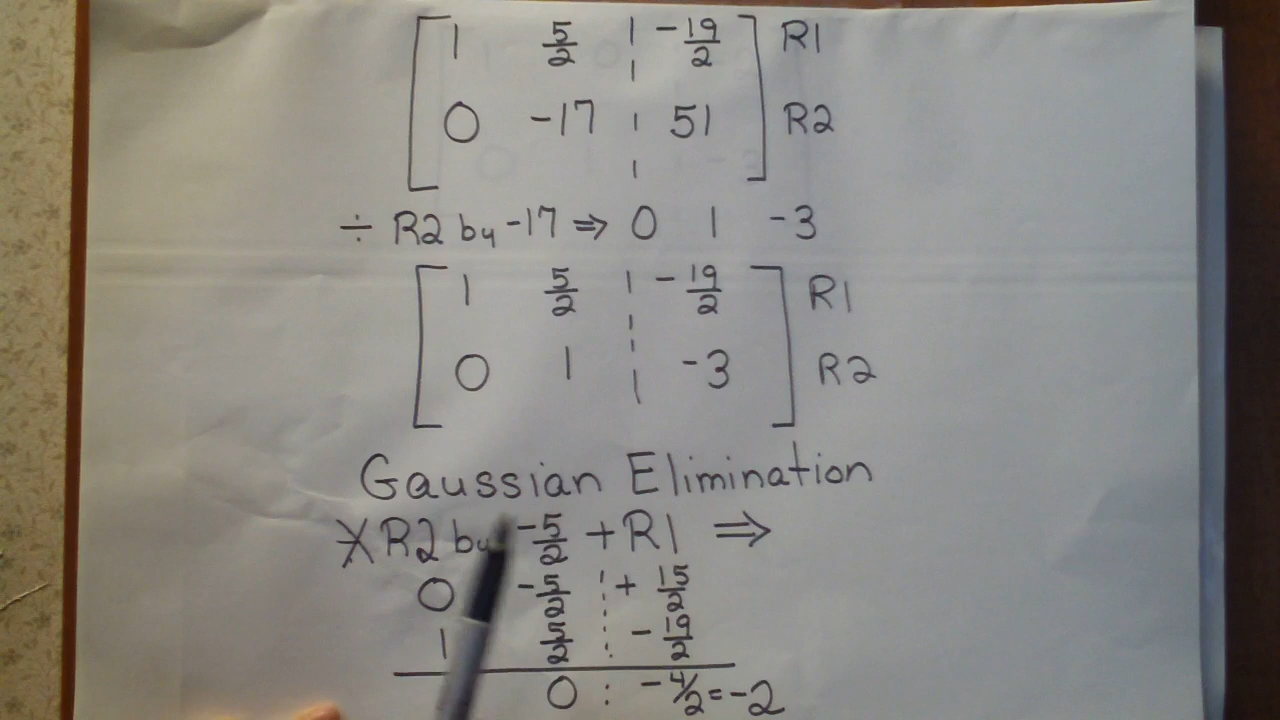 1 5/2 | -19/2 R1
0 -17 | 51 R2
÷ R2 by -17 ⇒ 0 1 -3
1 5/2 | -19/2 R1
0 1 | -3 R2
Gaussian Elimination
* R2 by -5/2 + R1 ⇒
0 -5/2 ⋮ + 15/2
1 5/2 ⋮ - 19/2
0 : -4/2 = -2